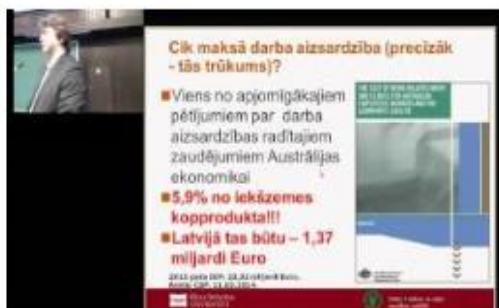 Cik maksā darba aizsardzība (precīzāk
- tās trūkums)?
Viens no apjomīgākajiem
pētījumiem par darba
aizsardzības radītajiem
zaudējumiem Austrālijas
ekonomikai
5,9% no iekšzemes
kopprodukta!!!
Latvijā tas būtu – 1,37
miljardi Euro